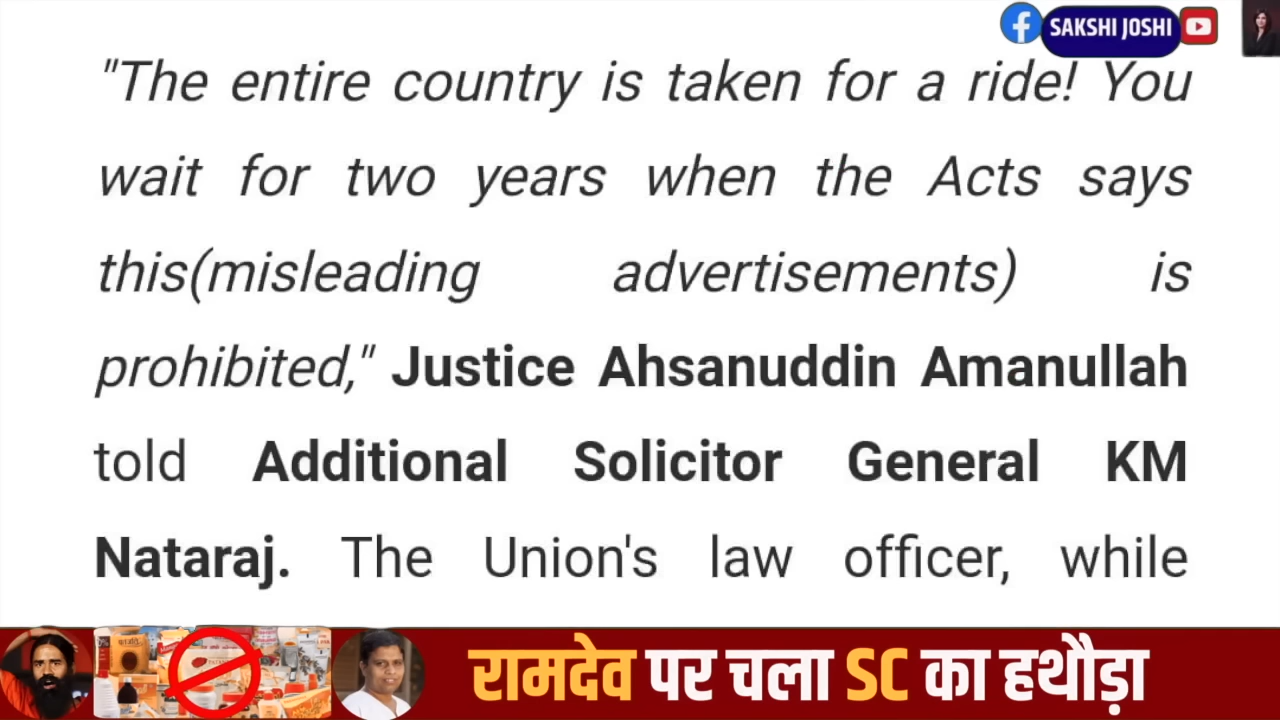 SAKSHI JOSHI
"The entire country is taken for a ride! You
wait for two years when the Acts says
this(misleading advertisements) is
prohibited," Justice Ahsanuddin Amanullah
told Additional Solicitor General KM
Nataraj. The Union's law officer, while
रामदेव पर चला SC का हथौड़ा